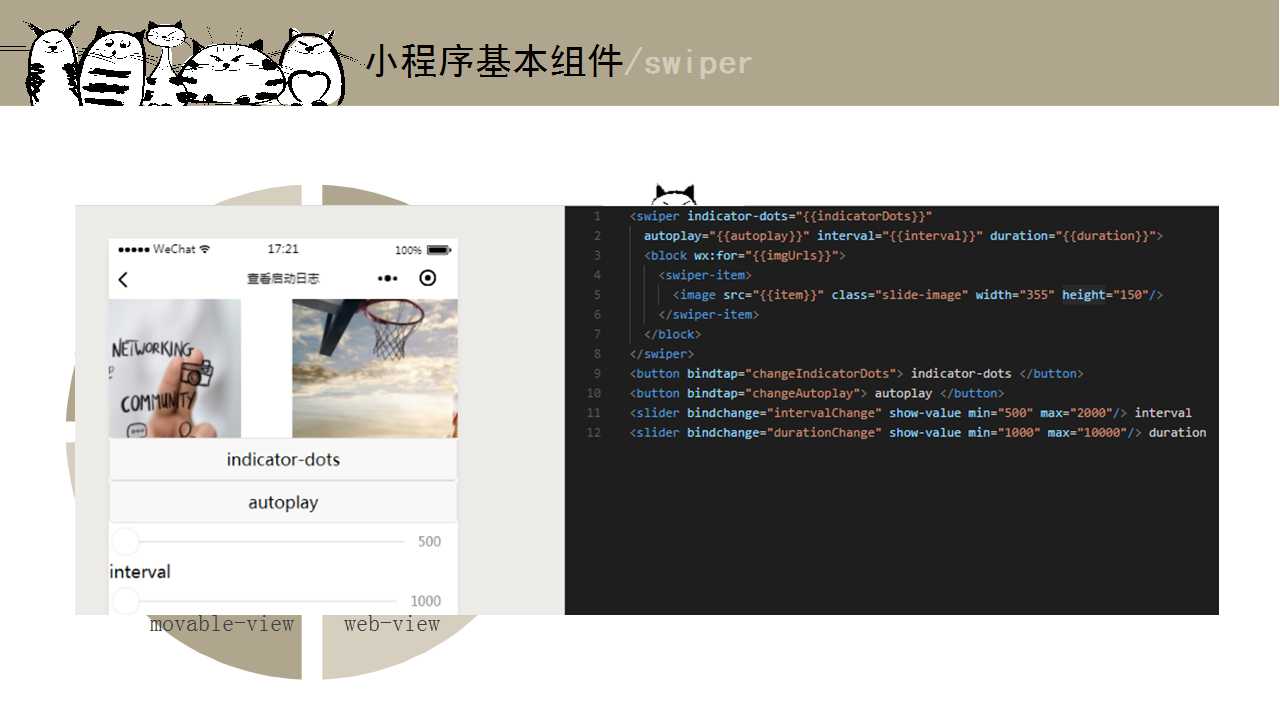 小程序基本组件/swiper
WeChat 17:21 100%
查看启动日志
NETWORKING
COMMUNITY
indicator-dots
autoplay
500
interval
1000
movable-view web-view
1 <swiper indicator-dots="{{indicatorDots}}"
2 autoplay="{{autoplay}}" interval="{{interval}}" duration="{{duration}}">
3 <block wx:for="{{imgUrls}}">
4 <swiper-item>
5 <image src="{{item}}" class="slide-image" width="355" height="150"/>
6 </swiper-item>
7 </block>
8 </swiper>
9 <button bindtap="changeIndicatorDots"> indicator-dots </button>
10 <button bindtap="changeAutoplay"> autoplay </button>
11 <slider bindchange="intervalChange" show-value min="500" max="2000"/> interval
12 <slider bindchange="durationChange" show-value min="1000" max="10000"/> duration